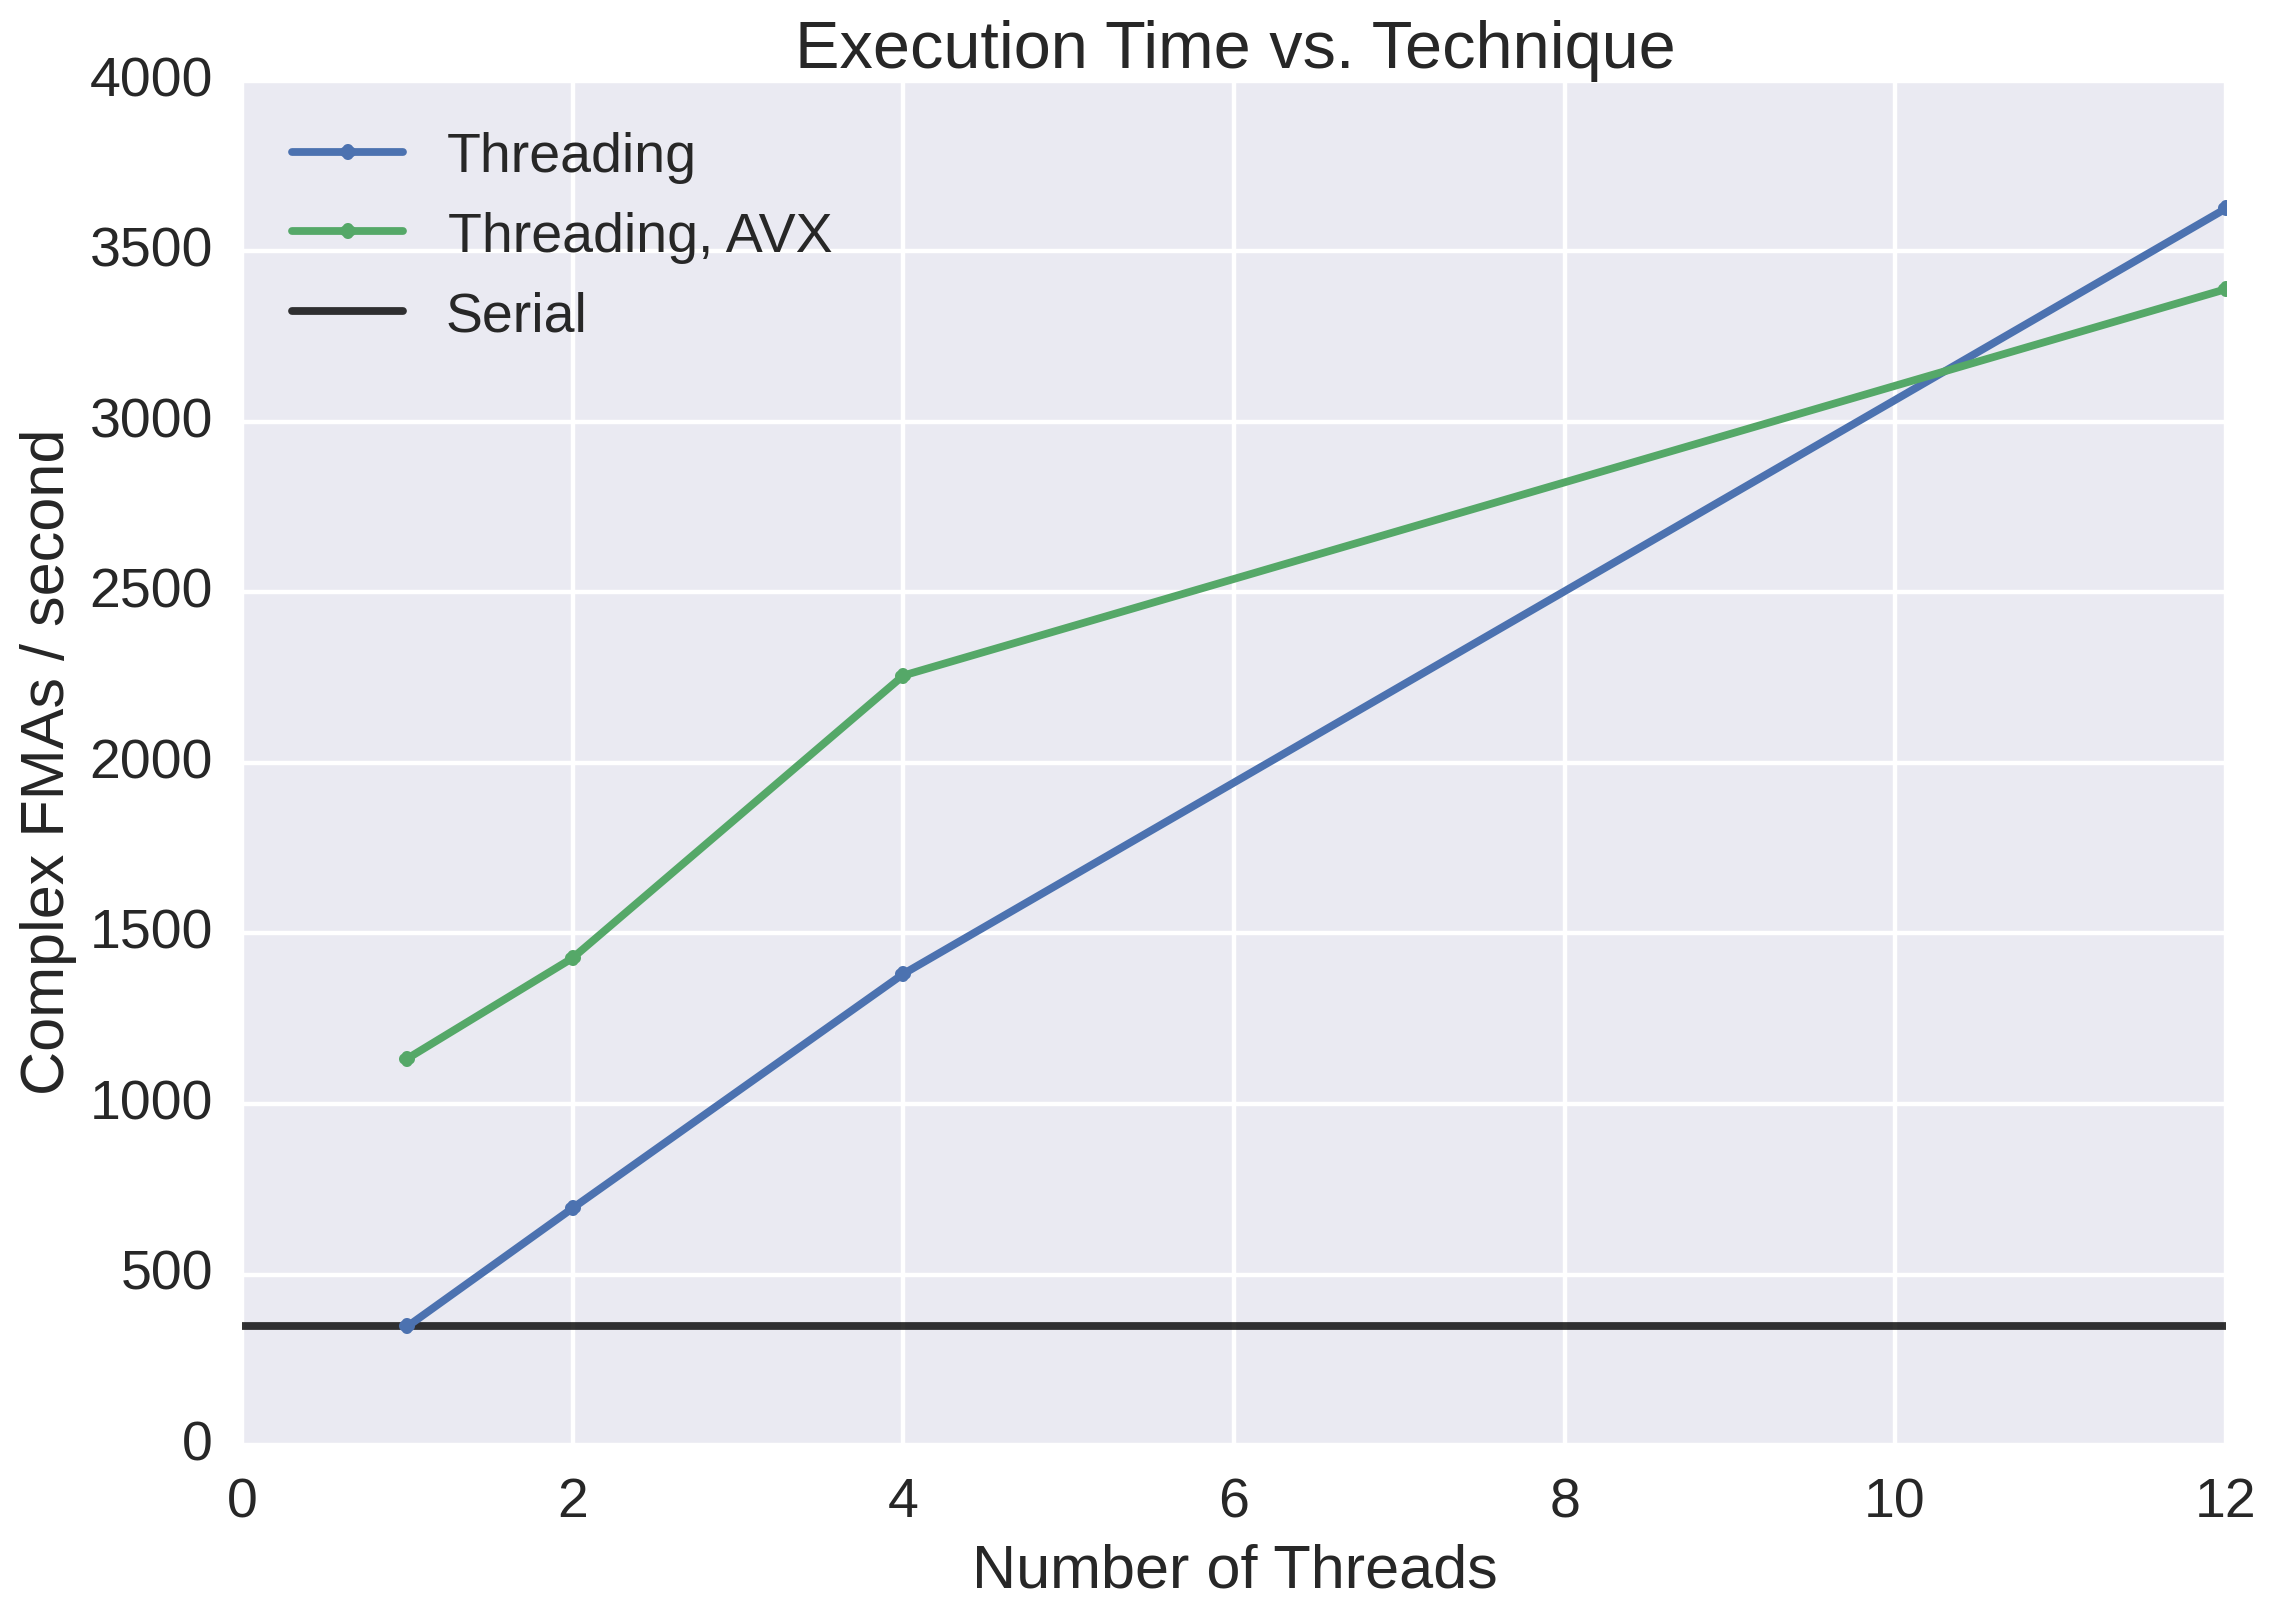 Execution Time vs. Technique
4000
3500
3000
2500
2000
1500
1000
500
0
Complex FMAs / second
Threading
Threading, AVX
Serial
0 2 4 6 8 10 12
Number of Threads